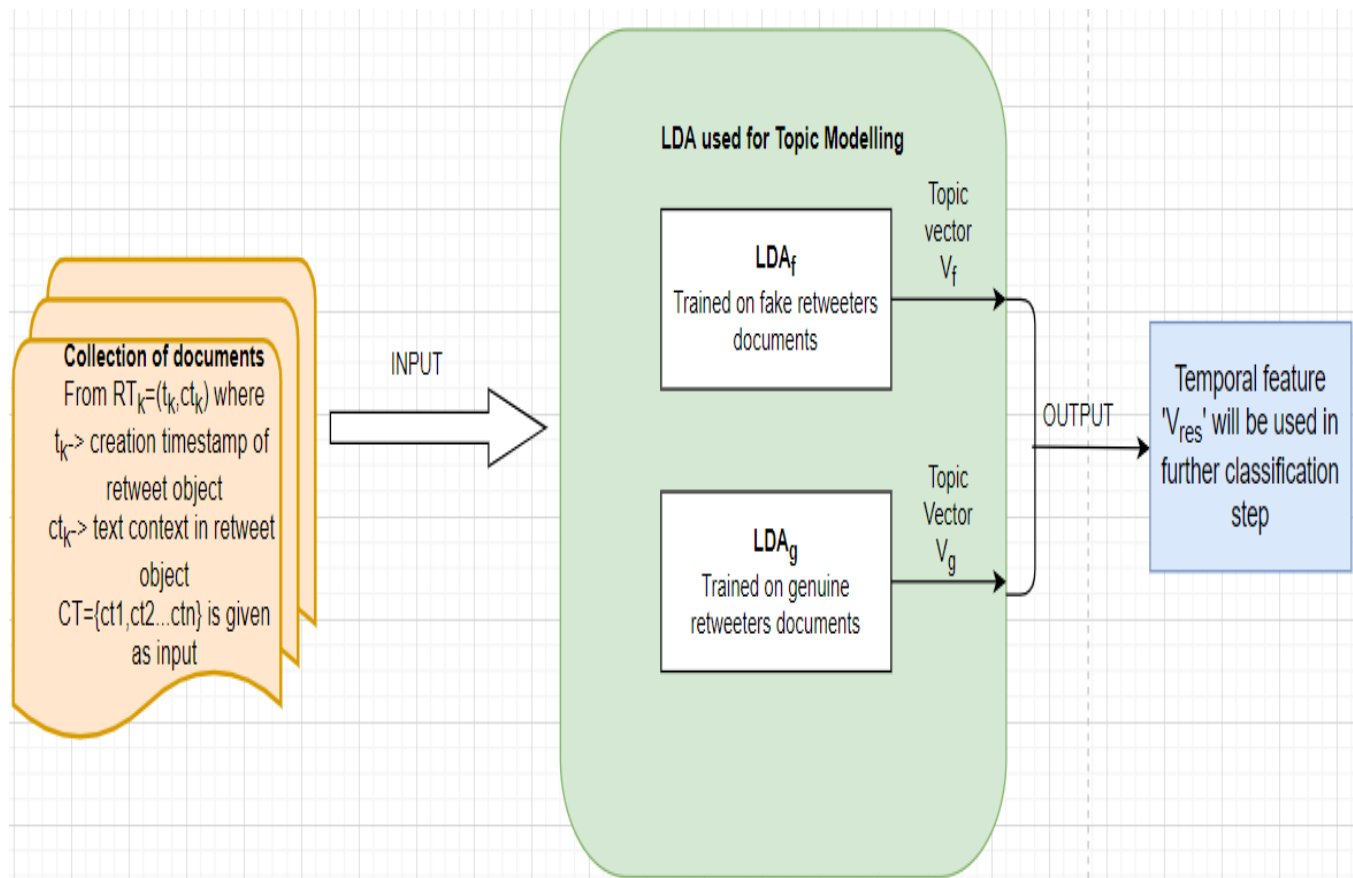 Collection of documents
From RTk=(tk,ctk) where
tk-> creation timestamp of
retweet object
ctk-> text context in retweet
object
CT={ct1,ct2...ctn} is given
as input
INPUT
LDA used for Topic Modelling
LDAf
Trained on fake retweeters
documents
Topic
vector
Vf
LDAg
Trained on genuine
retweeters documents
Topic
Vector
Vg
OUTPUT
Temporal feature
'Vres' will be used in
further classification
step